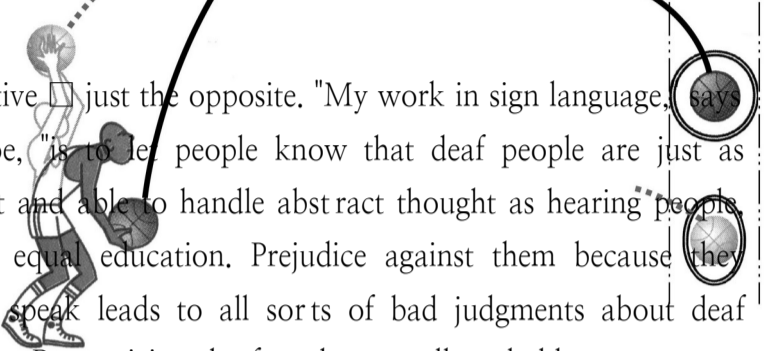 tive □ just the opposite. "My work in sign language," says
pe, "is to let people know that deaf people are just as
t and able to handle abstract thought as hearing people.
equal education. Prejudice against them because they
speak leads to all sorts of bad judgments about deaf